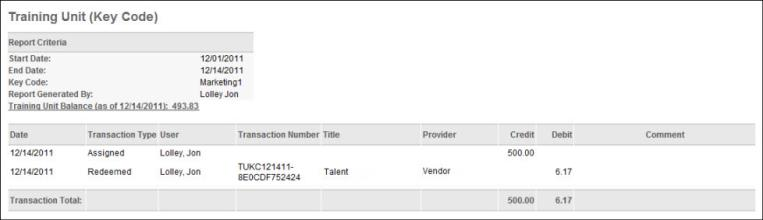 Training Unit (Key Code)
Report Criteria
Start Date: 12/01/2011
End Date: 12/14/2011
Key Code: Marketing1
Report Generated By: Lolley Jon
Training Unit Balance (as of 12/14/2011): 493.83
Date Transaction Type User Transaction Number Title Provider Credit Debit Comment
12/14/2011 Assigned Lolley, Jon 500.00
12/14/2011 Redeemed Lolley, Jon TUKC121411- Talent Vendor 6.17
8E0CDF752424
Transaction Total: 500.00 6.17